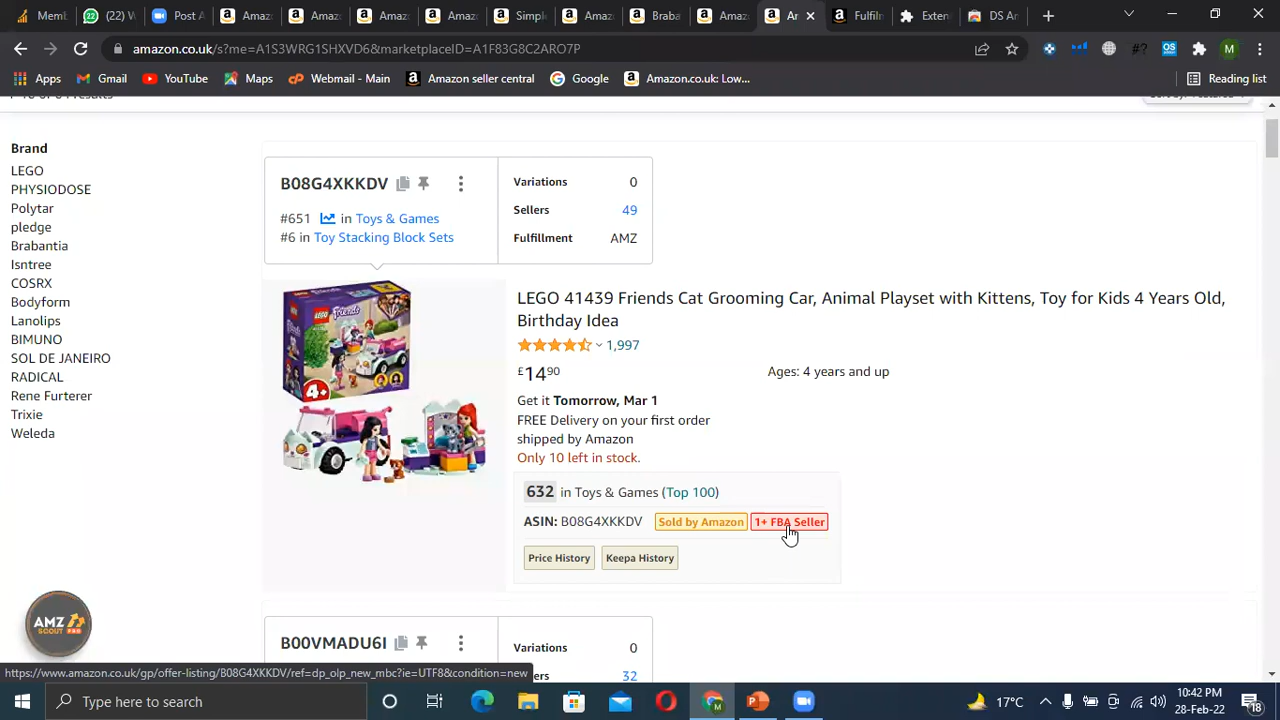 Memb
(22) W
Post A
Amaz
Amaz
Amaz
Amaz
Simpl
Amaz
Braba
Amaz
Am
Fulfilm
Exten
DS Am
amazon.co.uk/s?me=A1S3WRG1SHXVD6&marketplaceID=A1F83G8C2ARO7P
Apps
Gmail
YouTube
Maps
Webmail - Main
Amazon seller central
Google
Amazon.co.uk: Low...
Reading list
Brand
LEGO
PHYSIODOSE
Polytar
pledge
Brabantia
Isntree
COSRX
Bodyform
Lanolips
BIMUNO
SOL DE JANEIRO
RADICAL
Rene Furterer
Trixie
Weleda
B08G4XKKDV
#651 in Toys & Games
#6 in Toy Stacking Block Sets
Variations 0
Sellers 49
Fulfillment AMZ
LEGO
Friends
4+
LEGO 41439 Friends Cat Grooming Car, Animal Playset with Kittens, Toy for Kids 4 Years Old,
Birthday Idea
1,997
£14 90
Ages: 4 years and up
Get it Tomorrow, Mar 1
FREE Delivery on your first order
shipped by Amazon
Only 10 left in stock.
632 in Toys & Games (Top 100)
ASIN: B08G4XKKDV Sold by Amazon 1+ FBA Seller
Price History Keepa History
AMZ
SCOUT PRO
B00VMADU6I
Variations 0
32
https://www.amazon.co.uk/gp/offer-listing/B08G4XKKDV/ref=dp_olp_new_mbc?ie=UTF8&condition=new
Type here to search
17°C
10:42 PM
28-Feb-22
18